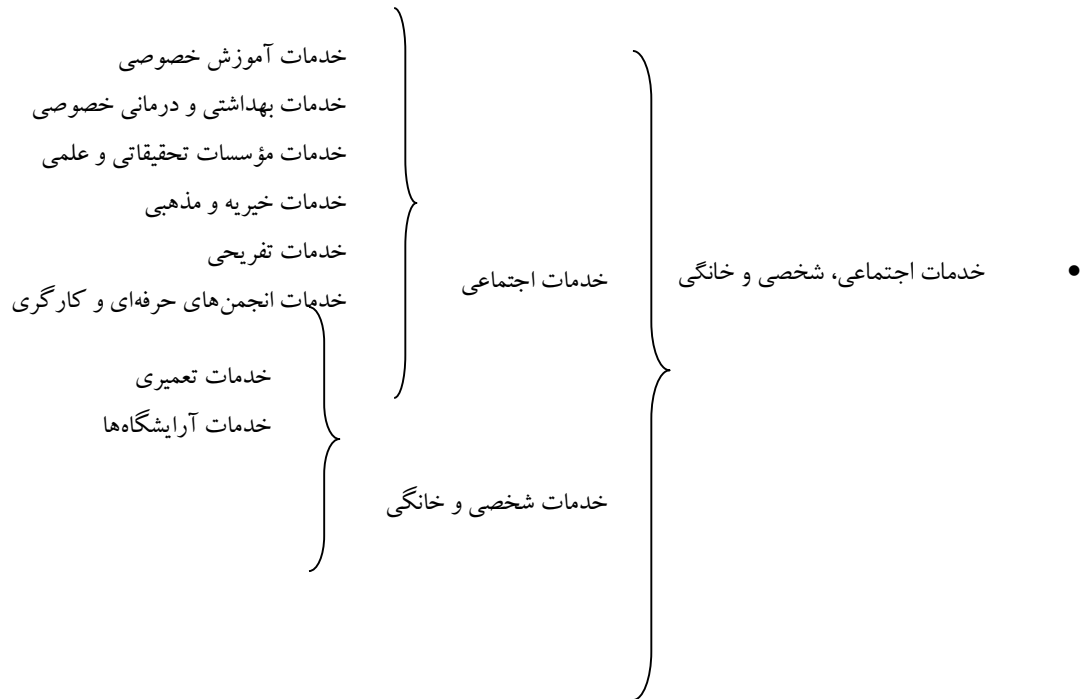 • خدمات اجتماعی، شخصی و خانگی
خدمات اجتماعی
خدمات آموزش خصوصی
خدمات بهداشتی و درمانی خصوصی
خدمات مؤسسات تحقیقاتی و علمی
خدمات خیریه و مذهبی
خدمات تفریحی
خدمات انجمن‌های حرفه‌ای و کارگری
خدمات شخصی و خانگی
خدمات تعمیری
خدمات آرایشگاه‌ها